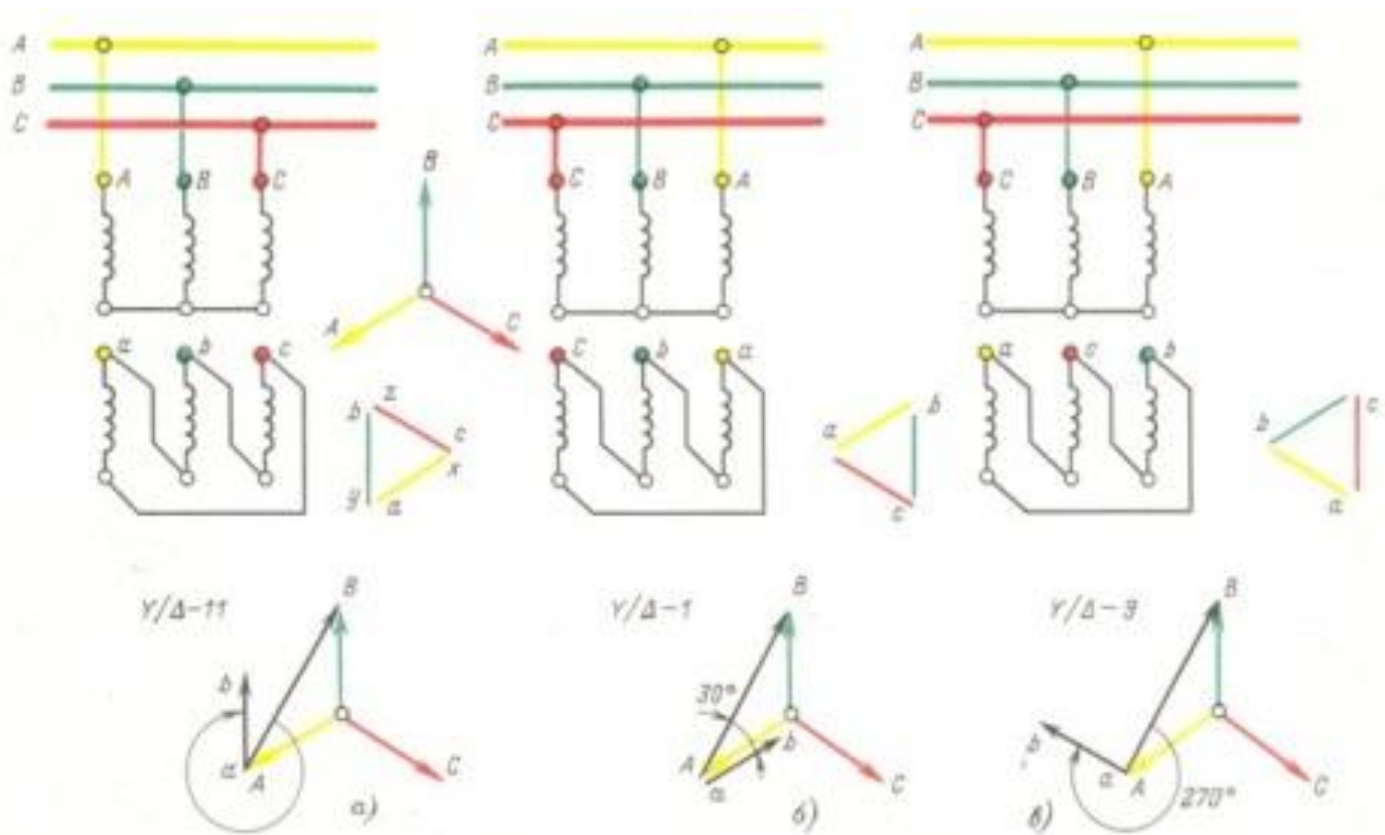 A A A
B B B
C C C
A B C
C B A
C B A
B
A C
a b c
C b a
a c b
z
b c
y a x
a b
c
c
b
a
Y/Δ-11
B
b
a A C
а)
Y/Δ-1
B
30°
A b
a C
б)
Y/Δ-9
B
b
a A C
270°
в)